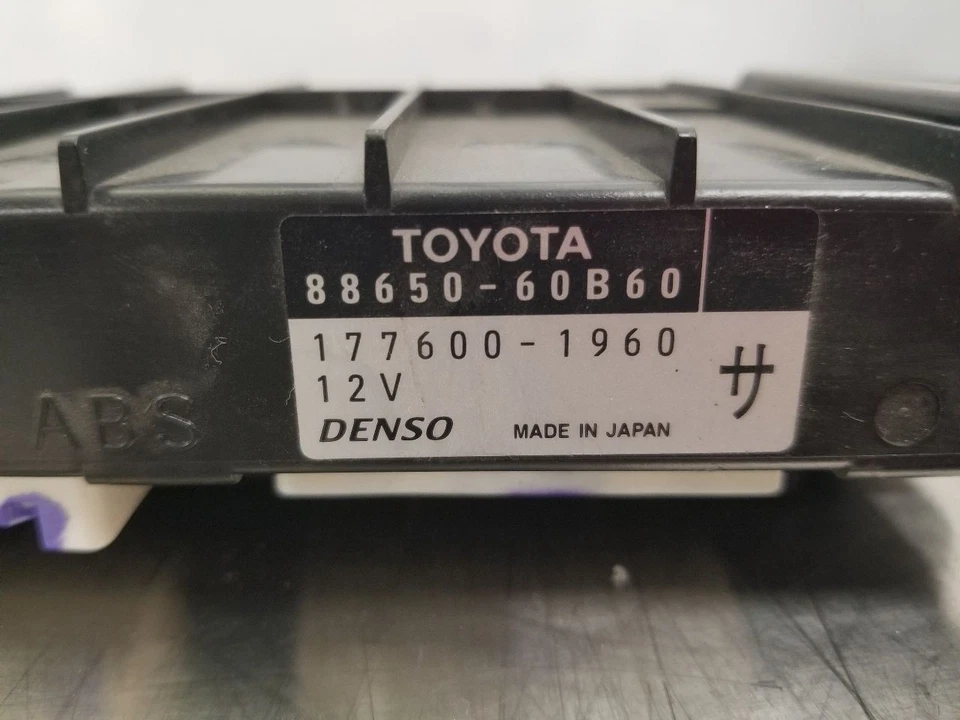 TOYOTA
88650-60B60
177600-1960
12V
サ
DENSO MADE IN JAPAN
ABS